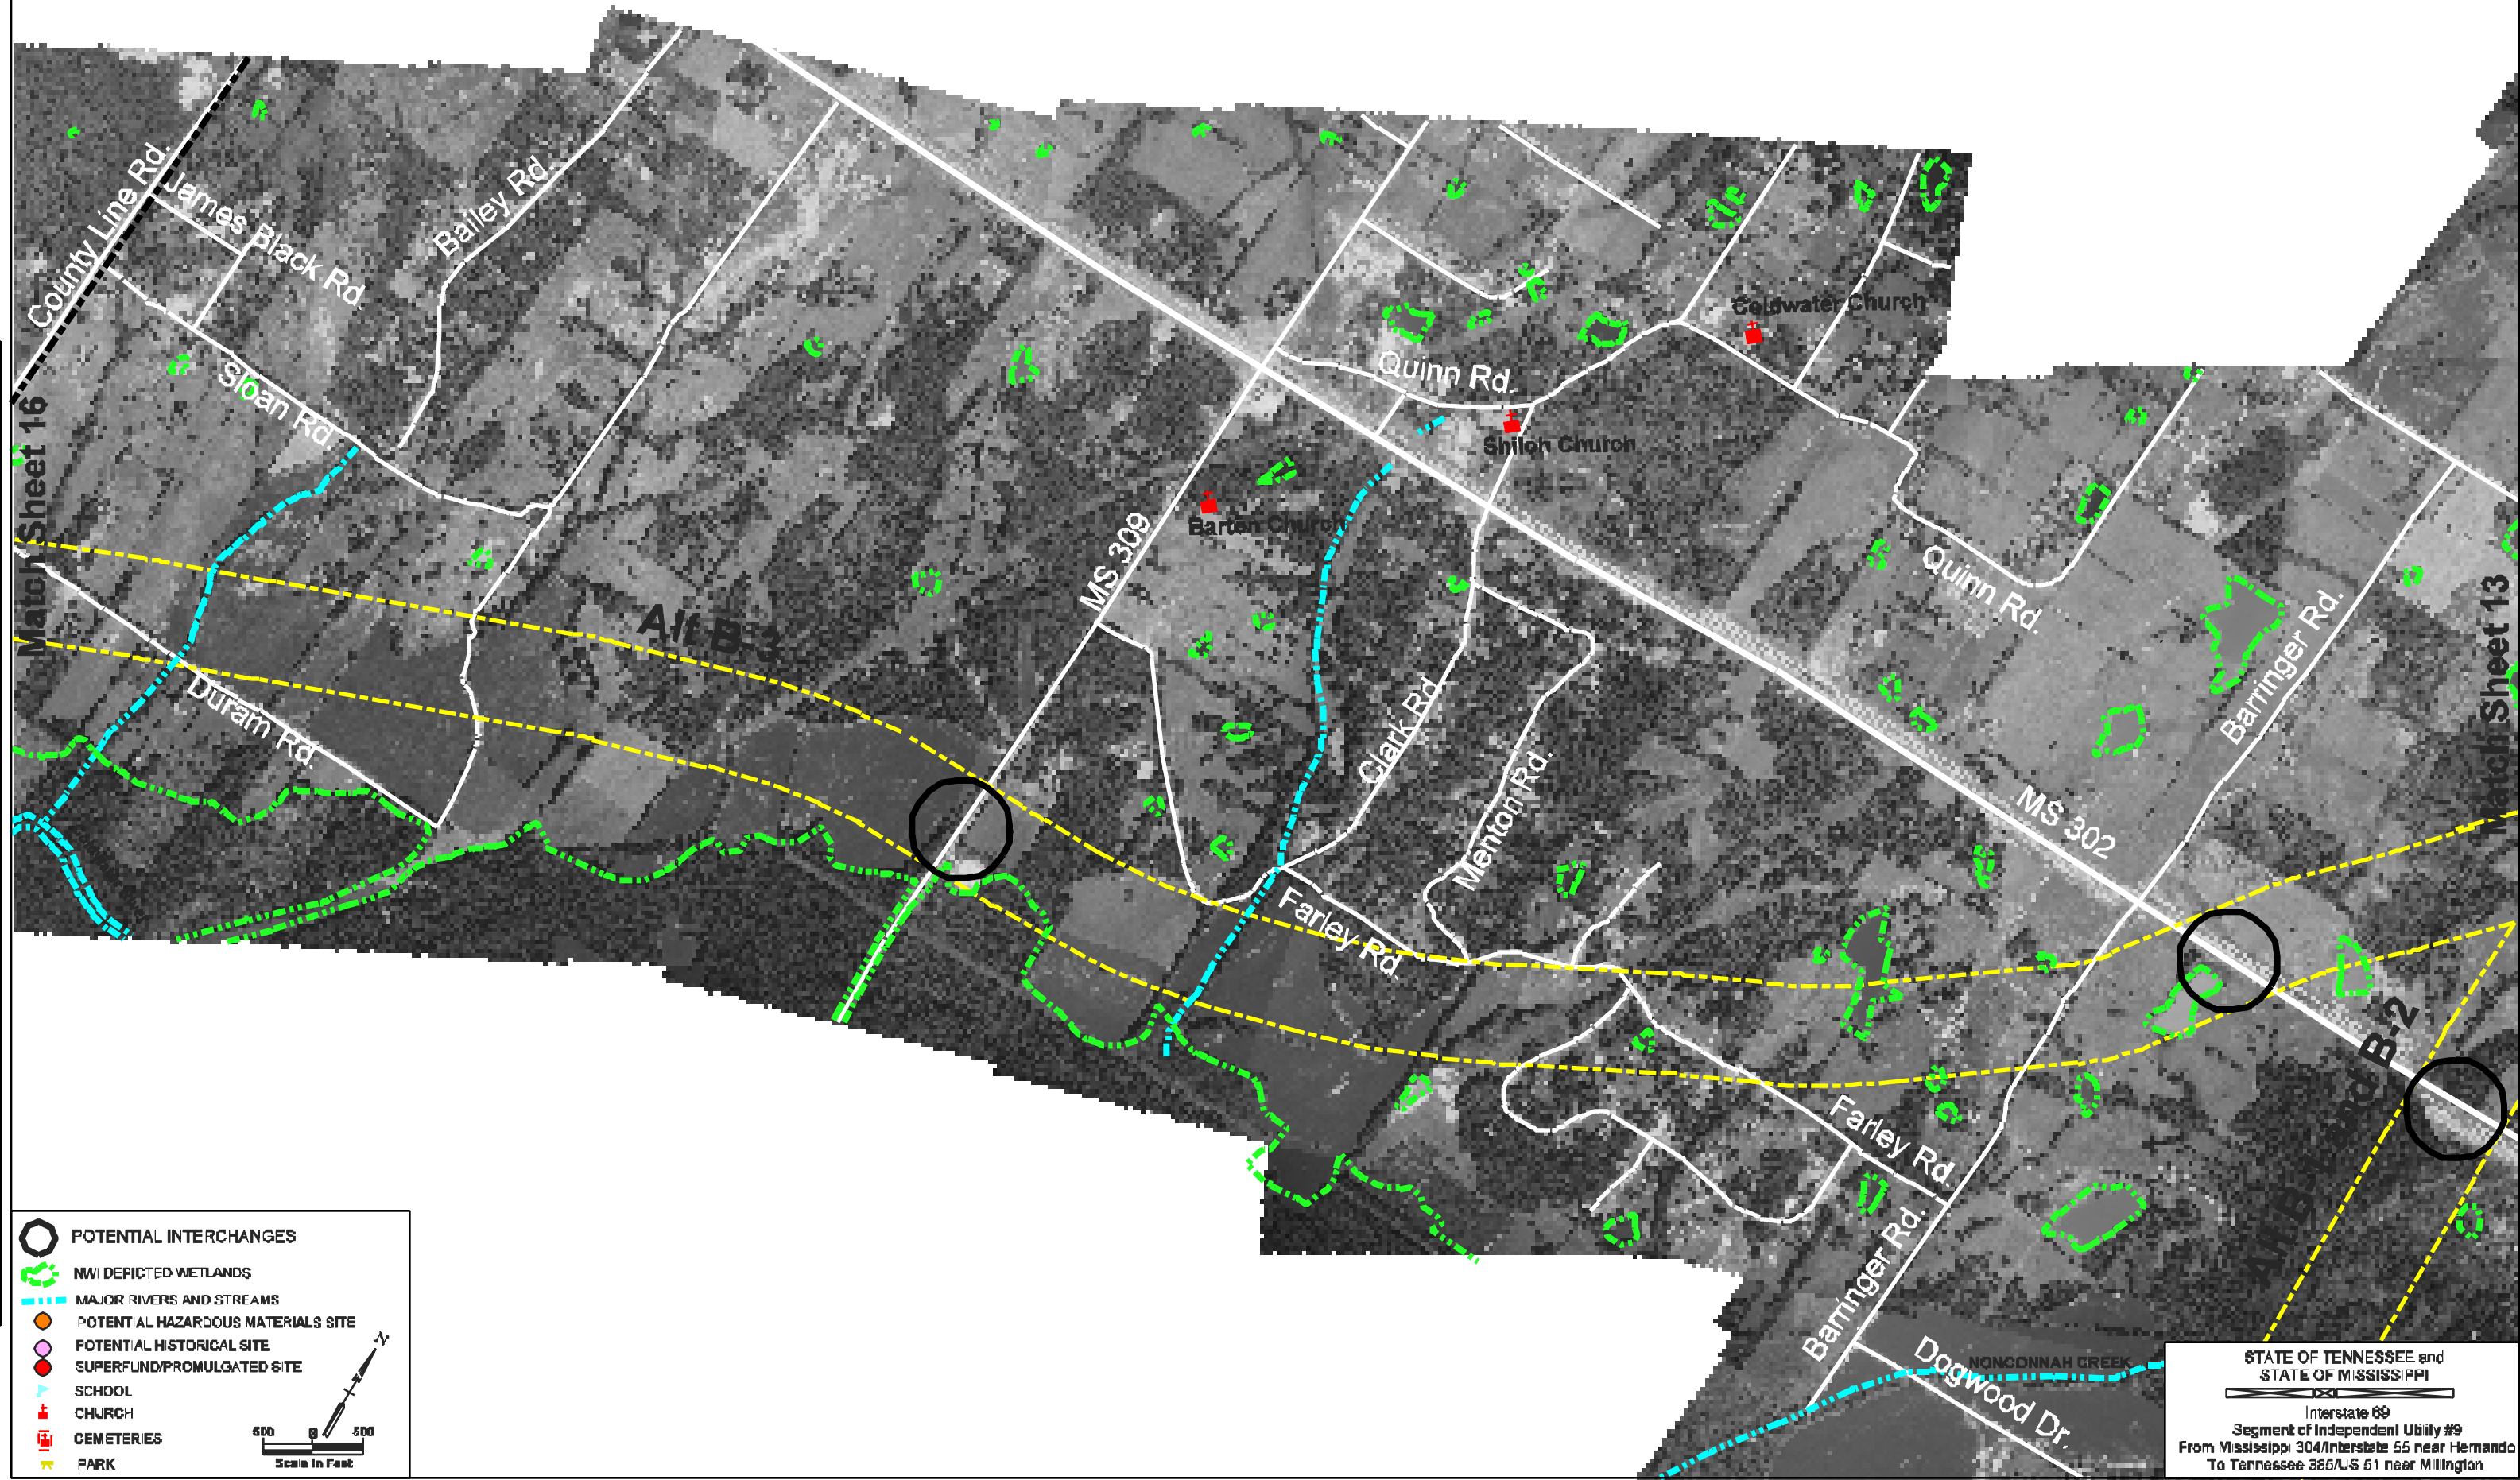 County Line Rd.
James Black Rd.
Bailey Rd.
Sloan Rd.
Match Sheet 16
Duram Rd.
MS 309
Barton Church
Quinn Rd.
Shiloh Church
Coldwater Church
Quinn Rd.
Clark Rd.
Menton Rd.
Farley Rd.
MS 302
Barringer Rd.
Match Sheet 13
Farley Rd.
Barringer Rd.
B-2
NONCONNAH CREEK
Dogwood Dr.
POTENTIAL INTERCHANGES
NWI DEPICTED WETLANDS
MAJOR RIVERS AND STREAMS
POTENTIAL HAZARDOUS MATERIALS SITE
POTENTIAL HISTORICAL SITE
SUPERFUND/PROMULGATED SITE
SCHOOL
CHURCH
CEMETERIES
PARK
N
500 0 500
Scale In Feet
STATE OF TENNESSEE and
STATE OF MISSISSIPPI
Interstate 69
Segment of Independent Utility #9
From Mississippi 304/Interstate 55 near Hernando
To Tennessee 385/US 51 near Millington